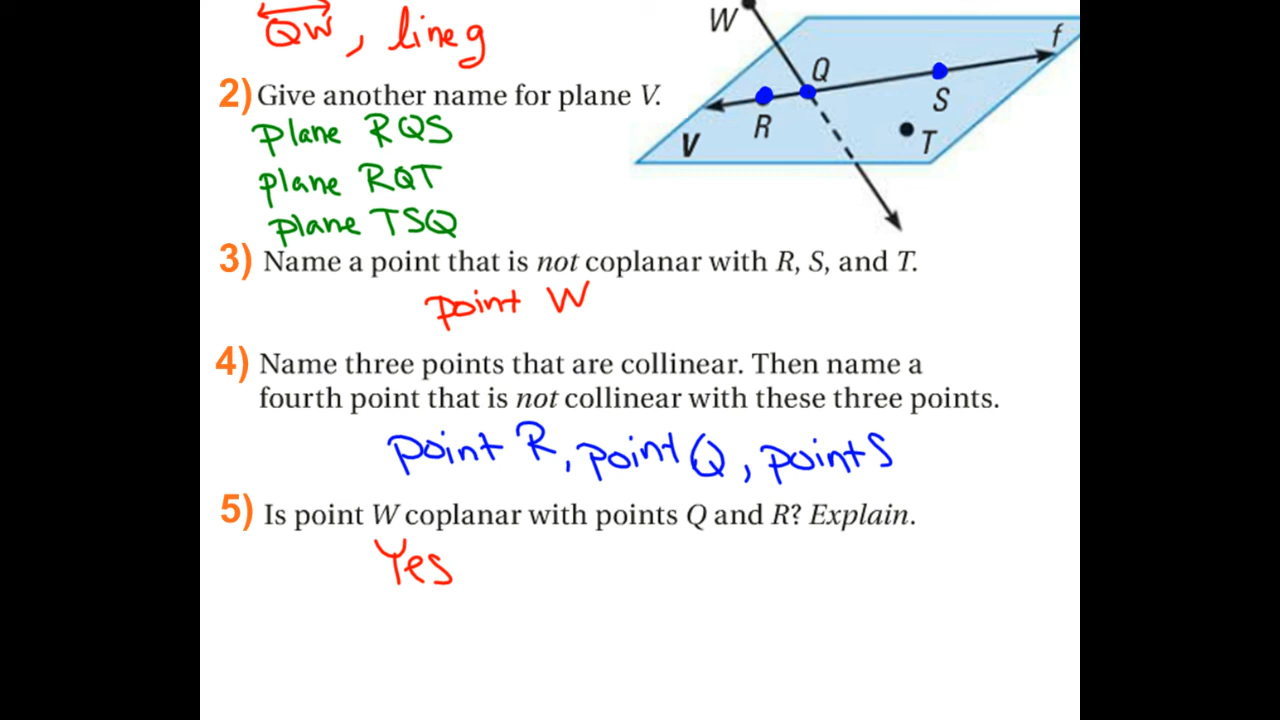 QW, line g
W
f
Q
2) Give another name for plane V.
S
plane RQS
R
T
V
plane RQT
plane TSQ
3) Name a point that is not coplanar with R, S, and T.
point W
4) Name three points that are collinear. Then name a
fourth point that is not collinear with these three points.
point R, point Q, point S
5) Is point W coplanar with points Q and R? Explain.
Yes